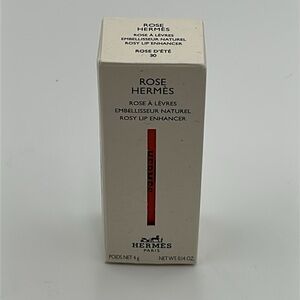 ROSE
HERMÈS
ROSE À LÈVRES
EMBELLISSEUR NATUREL
ROSY LIP ENHANCER
ROSE D'ÉTÉ
30
ROSE
HERMÈS
ROSE À LÈVRES
EMBELLISSEUR NATUREL
ROSY LIP ENHANCER
HERMÈS
PARIS
POIDS NET 4 g NET WT. 0.14 OZ.